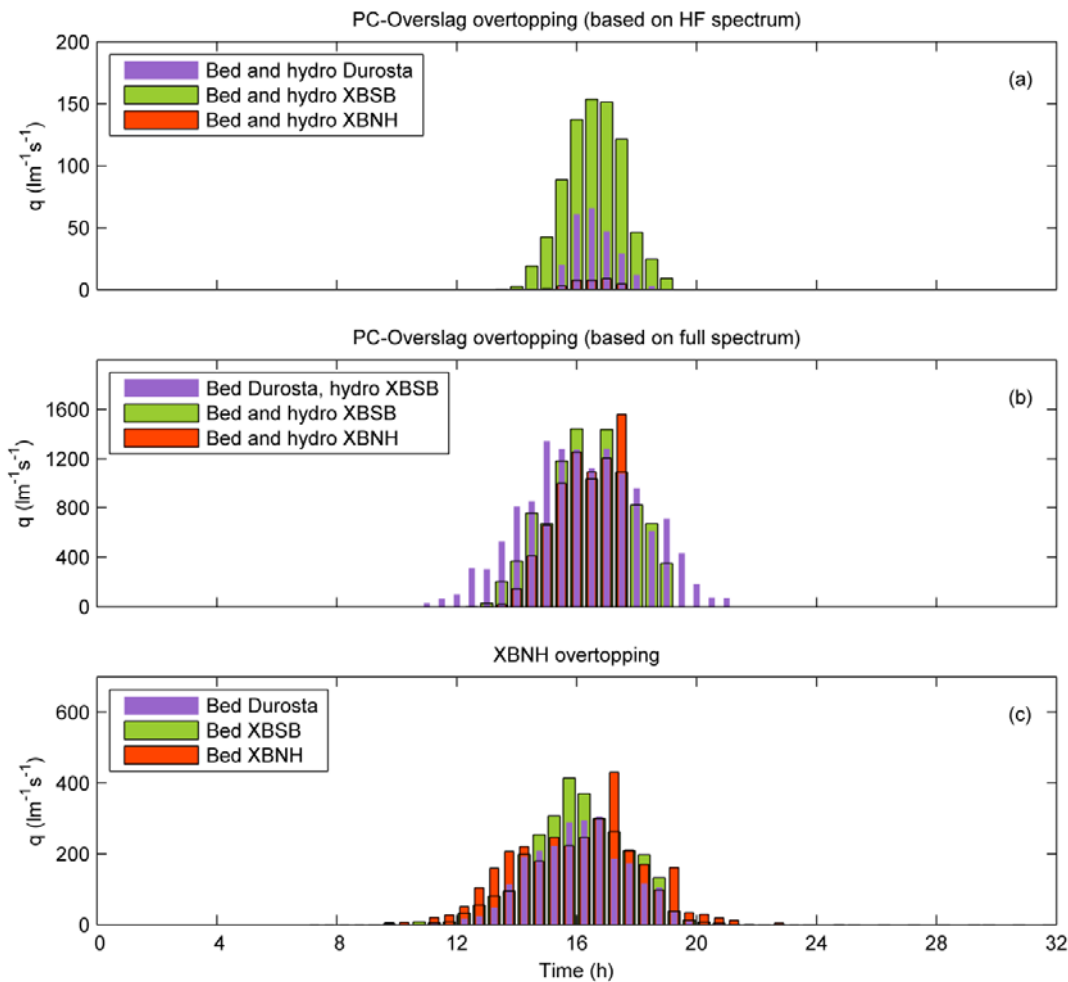 PC-Overslag overtopping (based on HF spectrum)
200
150
100
50
0
q (lm⁻¹s⁻¹)
Bed and hydro Durosta
Bed and hydro XBSB
Bed and hydro XBNH
(a)
PC-Overslag overtopping (based on full spectrum)
1600
1200
800
400
0
q (lm⁻¹s⁻¹)
Bed Durosta, hydro XBSB
Bed and hydro XBSB
Bed and hydro XBNH
(b)
XBNH overtopping
600
400
200
0
q (lm⁻¹s⁻¹)
Bed Durosta
Bed XBSB
Bed XBNH
(c)
0 4 8 12 16 20 24 28 32
Time (h)